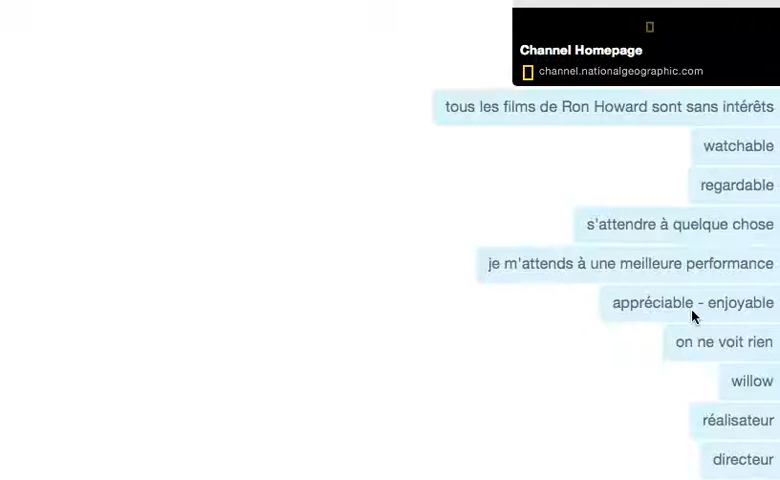 Channel Homepage
channel.nationalgeographic.com
tous les films de Ron Howard sont sans intérêts
watchable
regardable
s'attendre à quelque chose
je m'attends à une meilleure performance
appréciable - enjoyable
on ne voit rien
willow
réalisateur
directeur